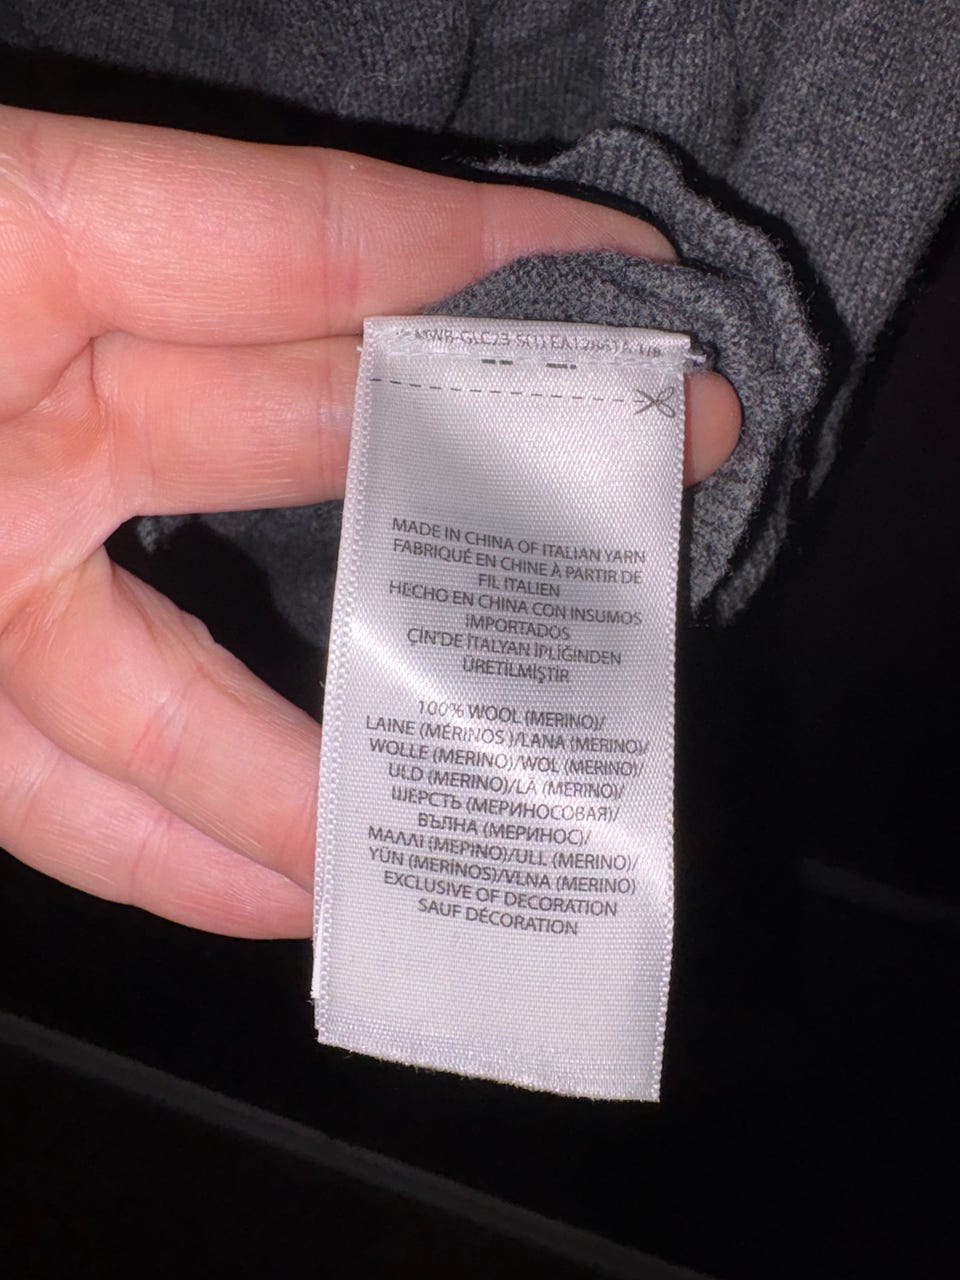 MADE IN CHINA OF ITALIAN YARN
FABRIQUÉ EN CHINE À PARTIR DE
FIL ITALIEN
HECHO EN CHINA CON INSUMOS
IMPORTADOS
ÇİN'DE İTALYAN İPLİĞİNDEN
ÜRETİLMİŞTİR
100% WOOL (MERINO)/
LAINE (MÉRINOS )/LANA (MERINO)/
WOLLE (MERINO)/WOL (MERINO)/
ULD (MERINO)/LÃ (MERINO)/
ШЕРСТЬ (МЕРИНОСОВАЯ)/
ВЪЛНА (МЕРИНОС)/
ΜΑΛΛΙ (ΜΕΡΙΝΟ)/ULL (MERINO)/
YÜN (MERINOS)/VLNA (MERINO)
EXCLUSIVE OF DECORATION
SAUF DÉCORATION